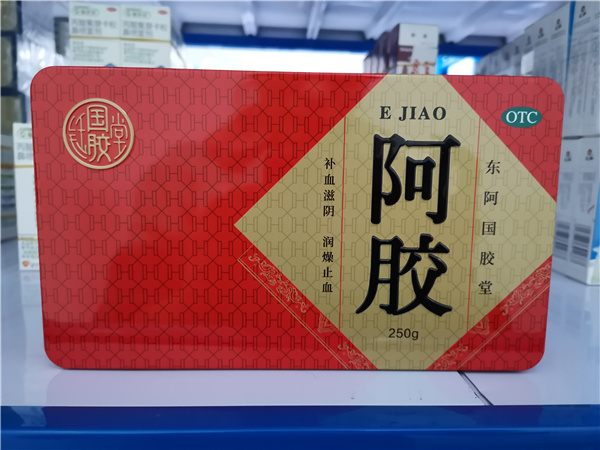 国胶堂
E JIAO
OTC
阿胶
补血滋阴 润燥止血
东阿国胶堂
250g